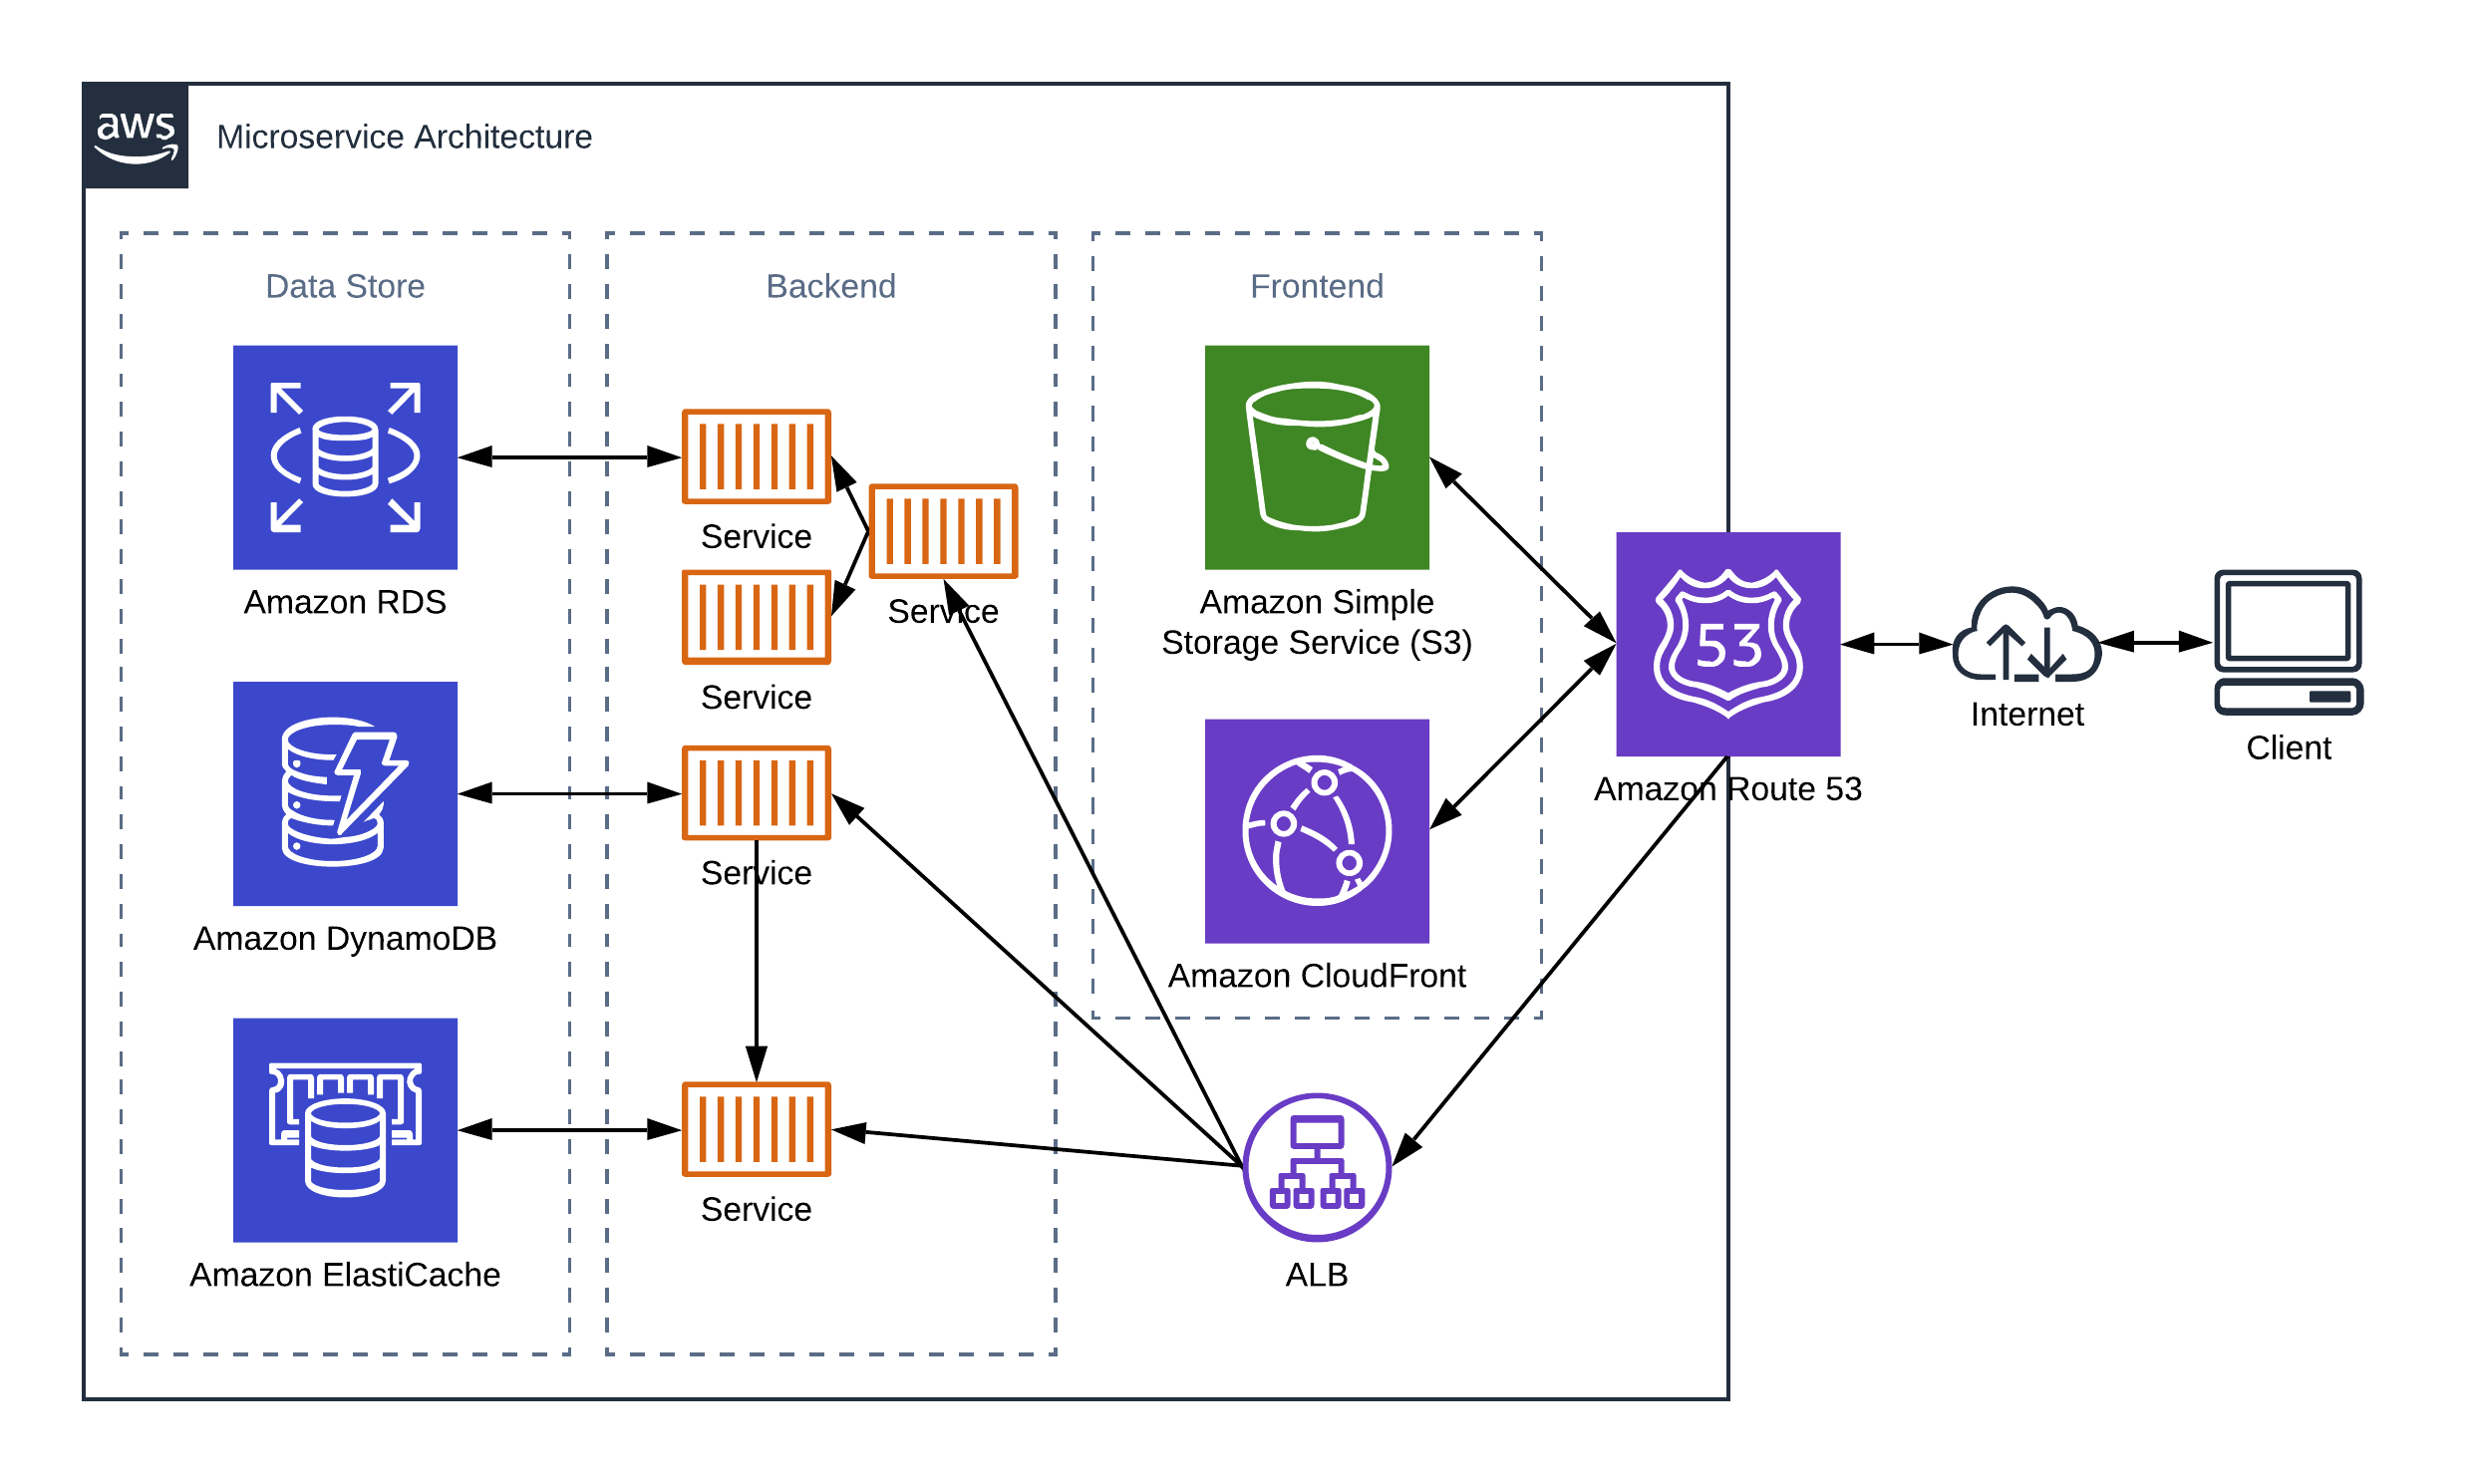 aws
Microservice Architecture
Data Store
Amazon RDS
Amazon DynamoDB
Amazon ElastiCache
Backend
Service
Service
Service
Service
Service
Frontend
Amazon Simple
Storage Service (S3)
Amazon CloudFront
ALB
53
Amazon Route 53
Internet
Client